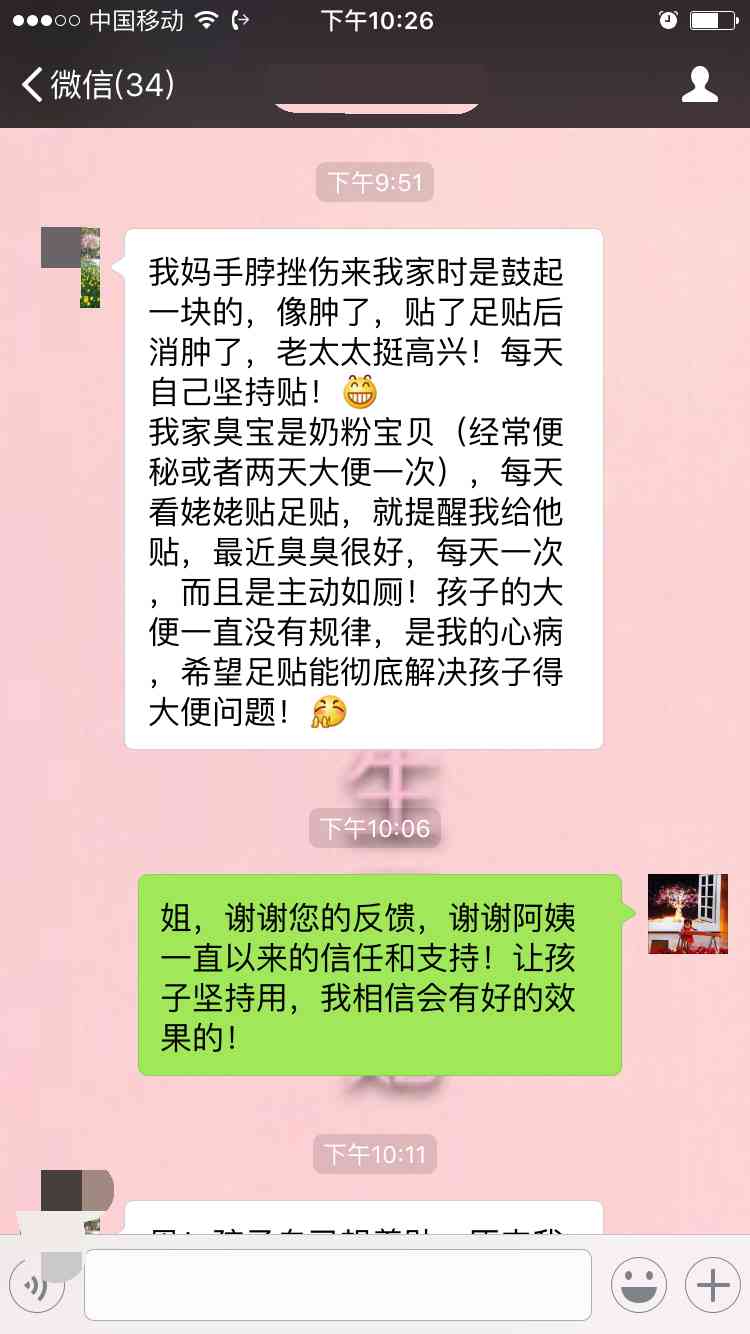 中国移动
下午10:26
微信(34)
下午9:51
我妈手脖挫伤来我家时是鼓起
一块的，像肿了，贴了足贴后
消肿了，老太太挺高兴！每天
自己坚持贴！
我家臭宝是奶粉宝贝（经常便
秘或者两天大便一次），每天
看姥姥贴足贴，就提醒我给他
贴，最近臭臭很好，每天一次
，而且是主动如厕！孩子的大
便一直没有规律，是我的心病
，希望足贴能彻底解决孩子得
大便问题！
下午10:06
姐，谢谢您的反馈，谢谢阿姨
一直以来的信任和支持！让孩
子坚持用，我相信会有好的效
果的！
下午10:11